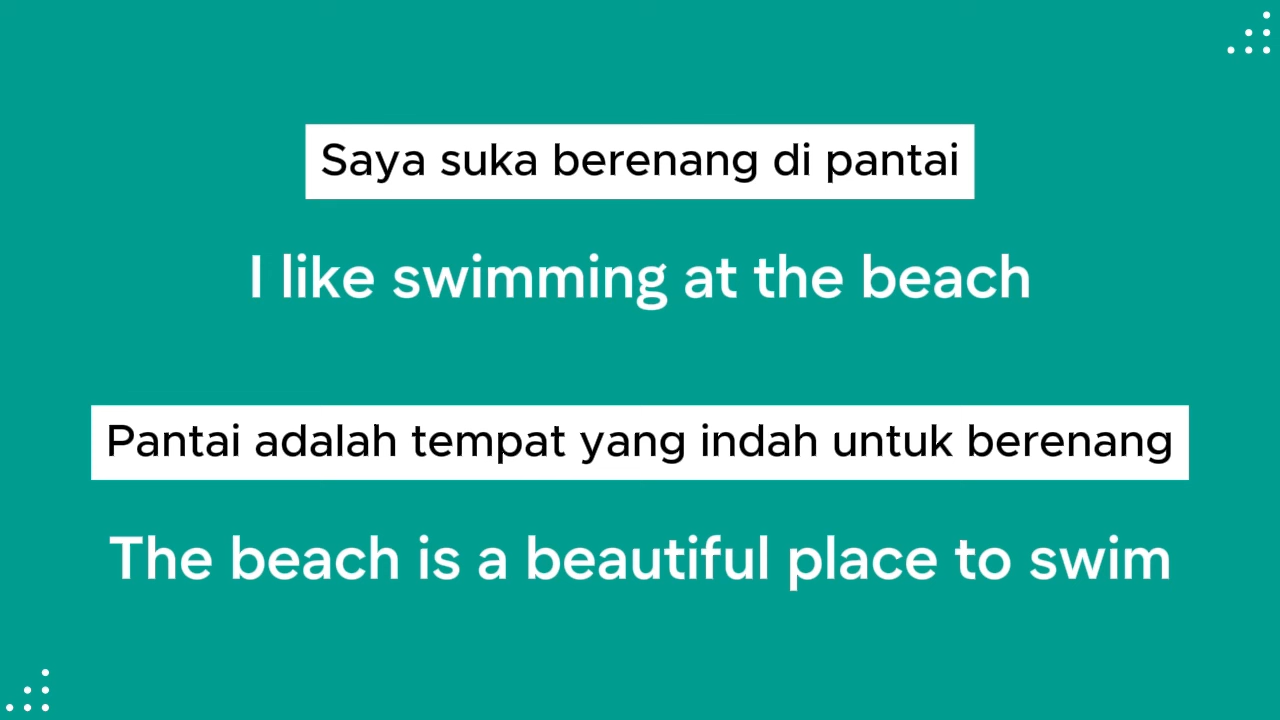 Saya suka berenang di pantai
I like swimming at the beach
Pantai adalah tempat yang indah untuk berenang
The beach is a beautiful place to swim